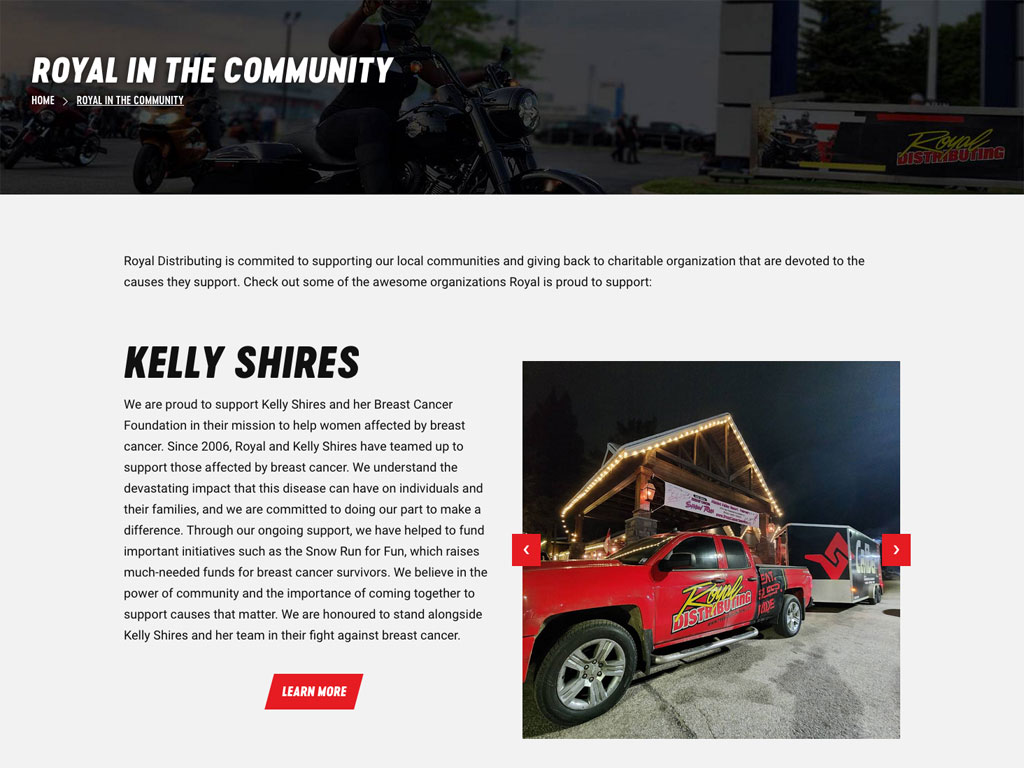 ROYAL IN THE COMMUNITY
HOME > ROYAL IN THE COMMUNITY
Royal
DISTRIBUTING
Royal Distributing is commited to supporting our local communities and giving back to charitable organization that are devoted to the
causes they support. Check out some of the awesome organizations Royal is proud to support:
KELLY SHIRES
We are proud to support Kelly Shires and her Breast Cancer
Foundation in their mission to help women affected by breast
cancer. Since 2006, Royal and Kelly Shires have teamed up to
support those affected by breast cancer. We understand the
devastating impact that this disease can have on individuals and
their families, and we are committed to doing our part to make a
difference. Through our ongoing support, we have helped to fund
important initiatives such as the Snow Run for Fun, which raises
much-needed funds for breast cancer survivors. We believe in the
power of community and the importance of coming together to
support causes that matter. We are honoured to stand alongside
Kelly Shires and her team in their fight against breast cancer.
LEARN MORE
Royal
DISTRIBUTING
EAT
SLEEP
RIDE